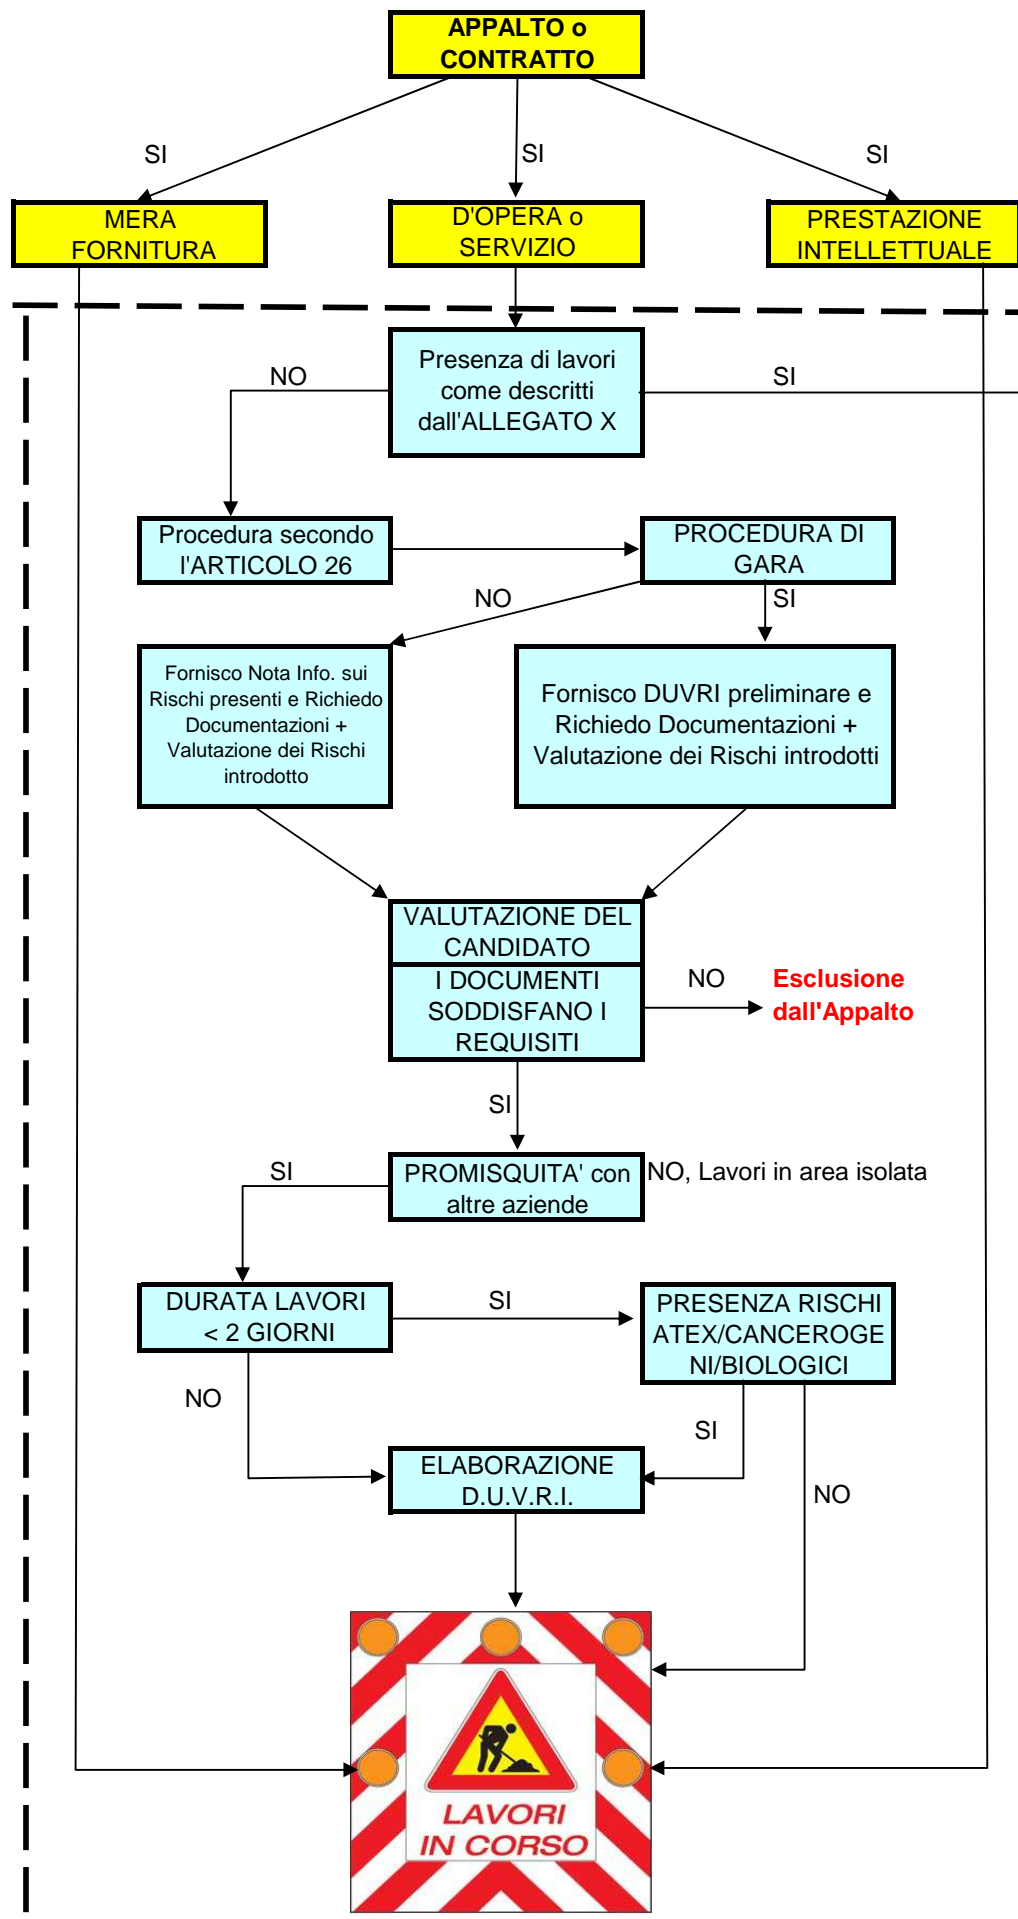 APPALTO o
CONTRATTO
SI
SI
SI
MERA
FORNITURA
D'OPERA o
SERVIZIO
PRESTAZIONE
INTELLETTUALE
Presenza di lavori
come descritti
dall'ALLEGATO X
NO
SI
Procedura secondo
l'ARTICOLO 26
PROCEDURA DI
GARA
NO
SI
Fornisco Nota Info. sui
Rischi presenti e Richiedo
Documentazioni +
Valutazione dei Rischi
introdotto
Fornisco DUVRI preliminare e
Richiedo Documentazioni +
Valutazione dei Rischi introdotti
VALUTAZIONE DEL
CANDIDATO
I DOCUMENTI
SODDISFANO I
REQUISITI
NO
Esclusione
dall'Appalto
SI
PROMISQUITA' con
altre aziende
SI
NO, Lavori in area isolata
DURATA LAVORI
< 2 GIORNI
SI
PRESENZA RISCHI
ATEX/CANCEROGE
NI/BIOLOGICI
NO
SI
NO
ELABORAZIONE
D.U.V.R.I.
LAVORI
IN CORSO